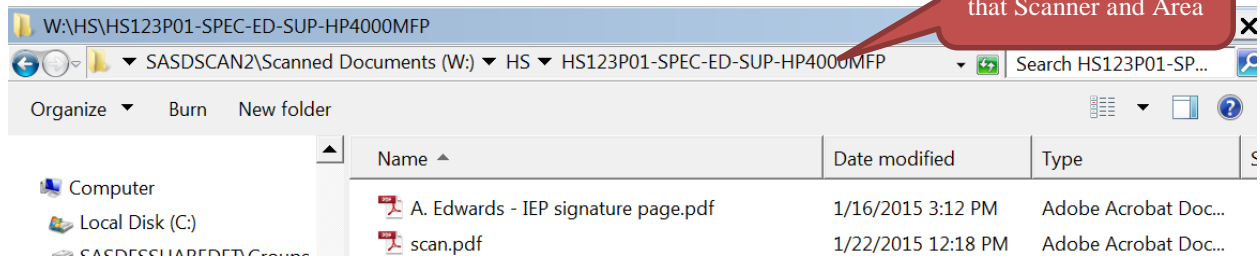 that Scanner and Area
W:\HS\HS123P01-SPEC-ED-SUP-HP4000MFP
SASDSCAN2\Scanned Documents (W:) HS HS123P01-SPEC-ED-SUP-HP4000MFP Search HS123P01-SP...
Organize Burn New folder
Name Date modified Type
Computer
A. Edwards - IEP signature page.pdf 1/16/2015 3:12 PM Adobe Acrobat Doc...
Local Disk (C:)
scan.pdf 1/22/2015 12:18 PM Adobe Acrobat Doc...